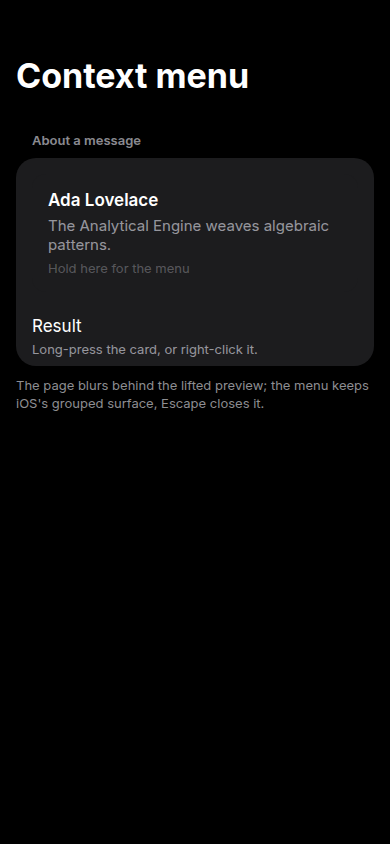 Context menu
About a message
Ada Lovelace
The Analytical Engine weaves algebraic
patterns.
Hold here for the menu
Result
Long-press the card, or right-click it.
The page blurs behind the lifted preview; the menu keeps
iOS's grouped surface, Escape closes it.